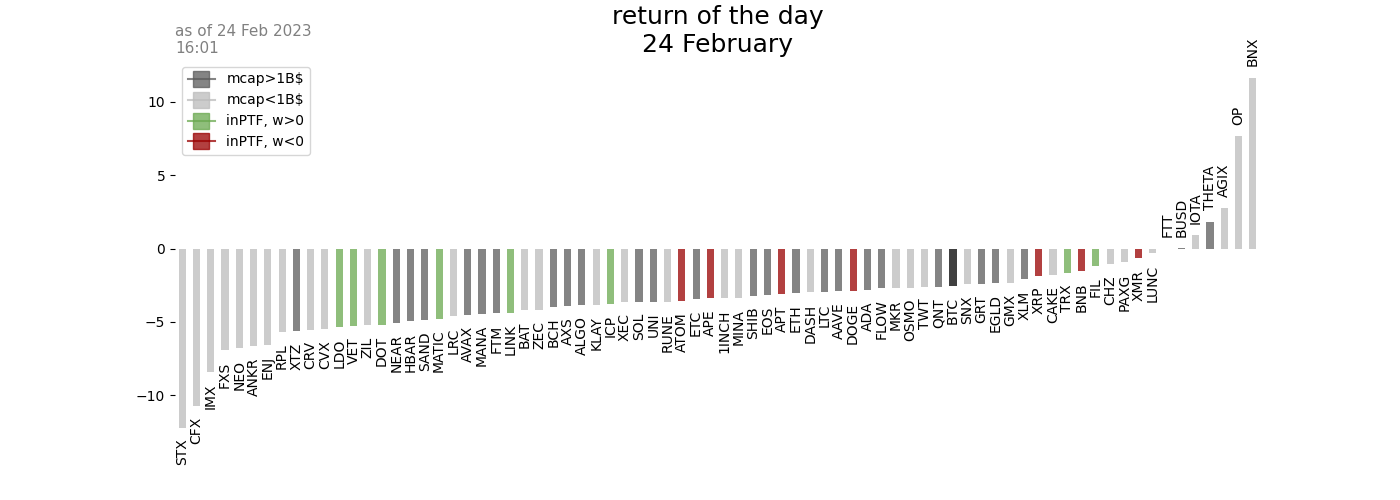 return of the day
24 February
as of 24 Feb 2023
16:01
mcap>1B$
mcap<1B$
inPTF, w>0
inPTF, w<0
10
5
0
−5
−10
STX
CFX
IMX
FXS
NEO
ANKR
ENJ
RPL
XTZ
CRV
CVX
LDO
VET
ZIL
DOT
NEAR
HBAR
SAND
MATIC
LRC
AVAX
MANA
FTM
LINK
BAT
ZEC
BCH
AXS
ALGO
KLAY
ICP
XEC
SOL
UNI
RUNE
ATOM
ETC
APE
1INCH
MINA
SHIB
EOS
APT
ETH
DASH
LTC
AAVE
DOGE
ADA
FLOW
MKR
OSMO
TWT
QNT
BTC
SNX
GRT
EGLD
GMX
XLM
XRP
CAKE
TRX
BNB
FIL
CHZ
PAXG
XMR
LUNC
FTT
BUSD
IOTA
THETA
AGIX
OP
BNX